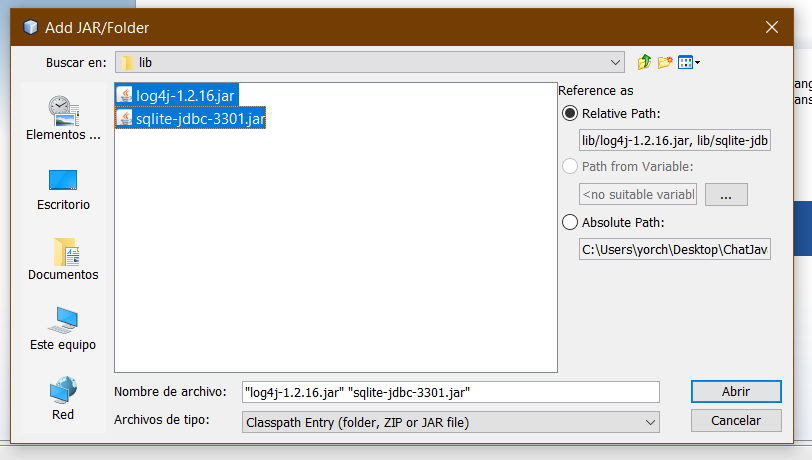 Add JAR/Folder
Buscar en:
lib
Elementos ...
Escritorio
Documentos
Este equipo
Red
log4j-1.2.16.jar
sqlite-jdbc-3301.jar
Reference as
Relative Path:
lib/log4j-1.2.16.jar, lib/sqlite-jdb
Path from Variable:
<no suitable variabl
...
Absolute Path:
C:\Users\yorch\Desktop\ChatJav
Nombre de archivo:
"log4j-1.2.16.jar" "sqlite-jdbc-3301.jar"
Abrir
Archivos de tipo:
Classpath Entry (folder, ZIP or JAR file)
Cancelar
ang
ans